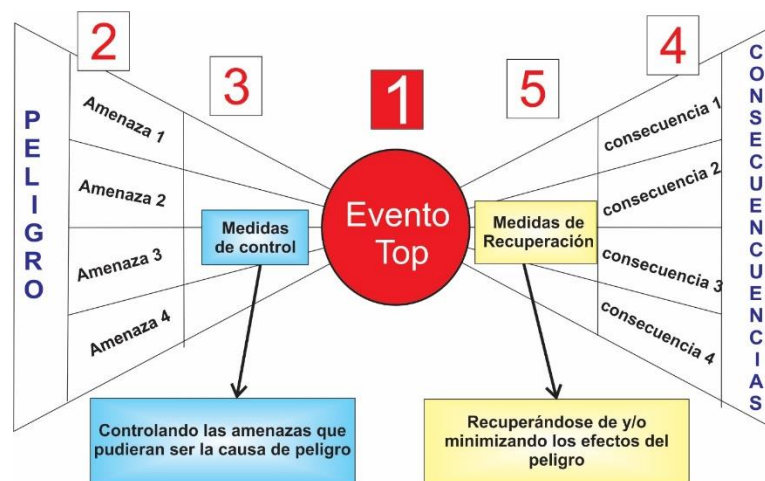 2
3
1
5
4
PELIGRO
Amenaza 1
Amenaza 2
Amenaza 3
Amenaza 4
Medidas
de control
Evento
Top
Medidas de
Recuperación
consecuencia 1
consecuencia 2
consecuencia 3
consecuencia 4
CONSECUENCUENCIAS
Controlando las amenazas que
pudieran ser la causa de peligro
Recuperándose de y/o
minimizando los efectos del
peligro